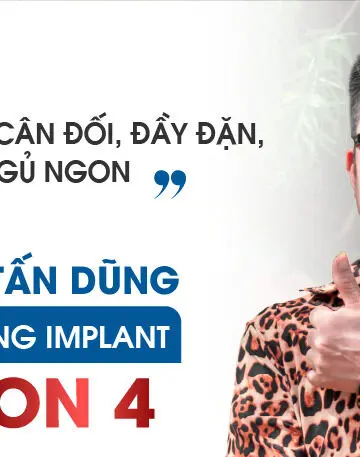 CÂN ĐỐI, ĐẦY ĐẶN,
GỦ NGON ”
TẤN DŨNG
NG IMPLANT
ON 4